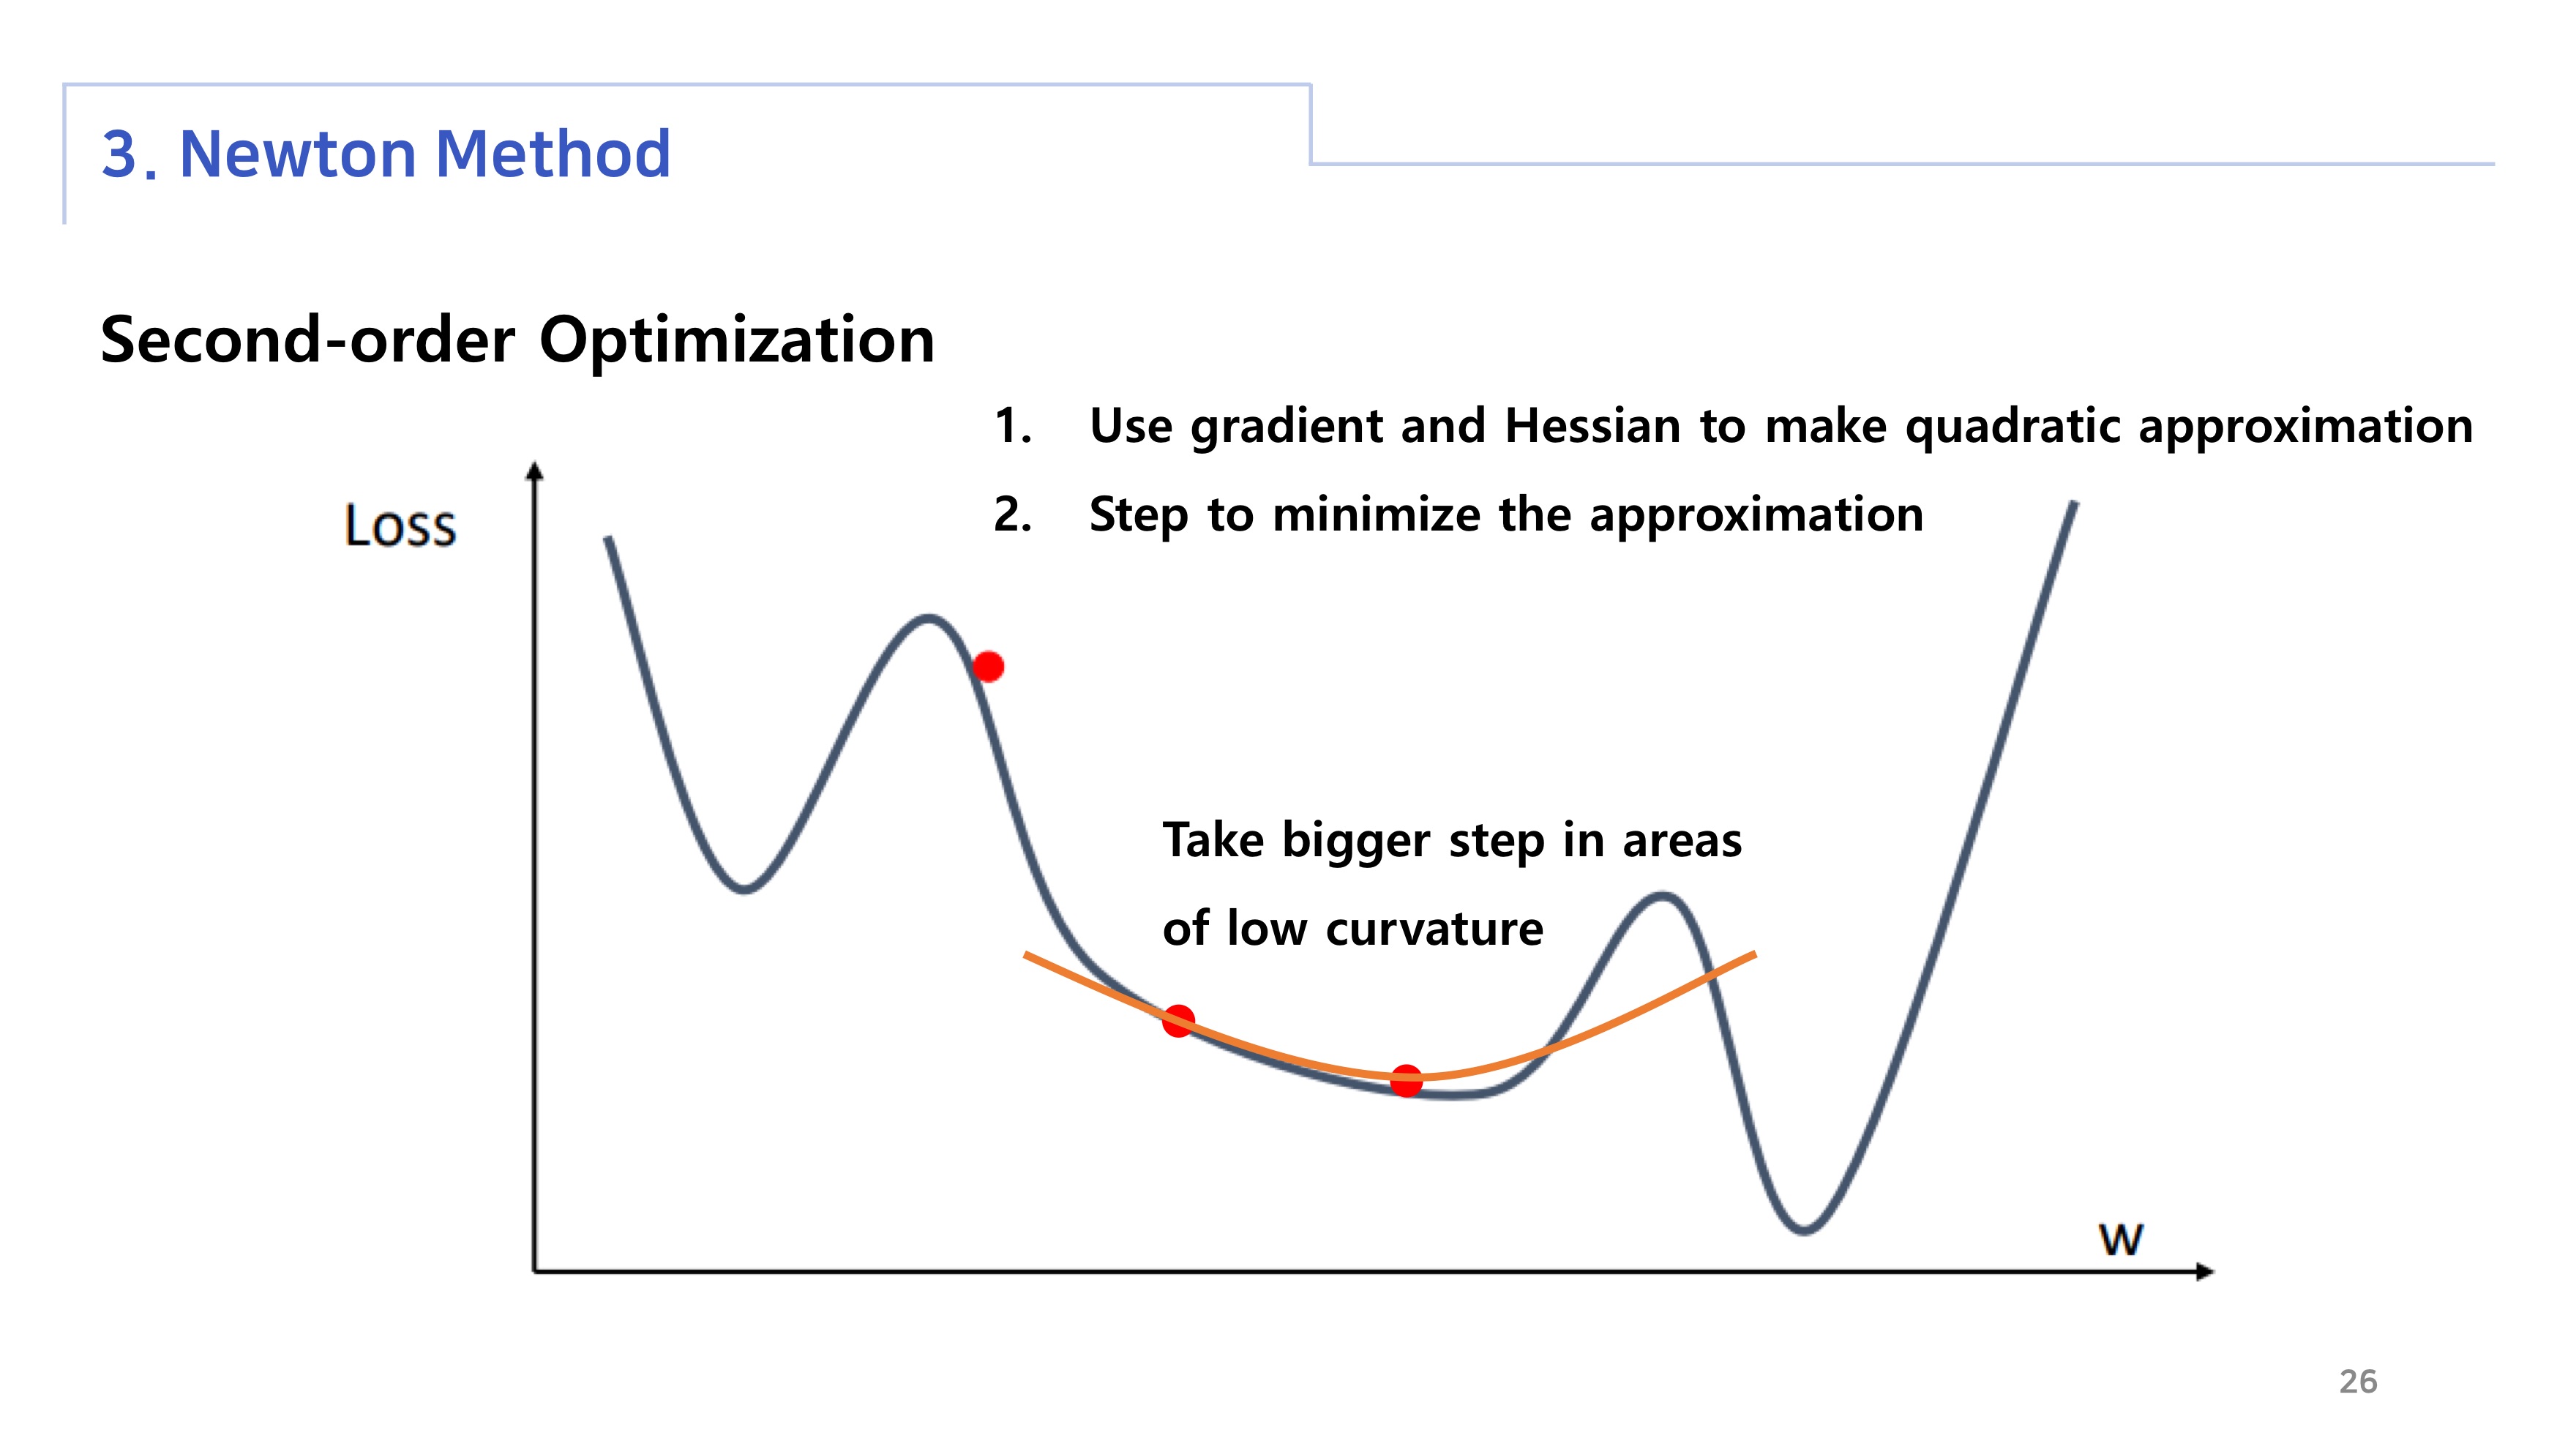 3. Newton Method
Second-order Optimization
1. Use gradient and Hessian to make quadratic approximation
2. Step to minimize the approximation
Loss
Take bigger step in areas
of low curvature
w
26